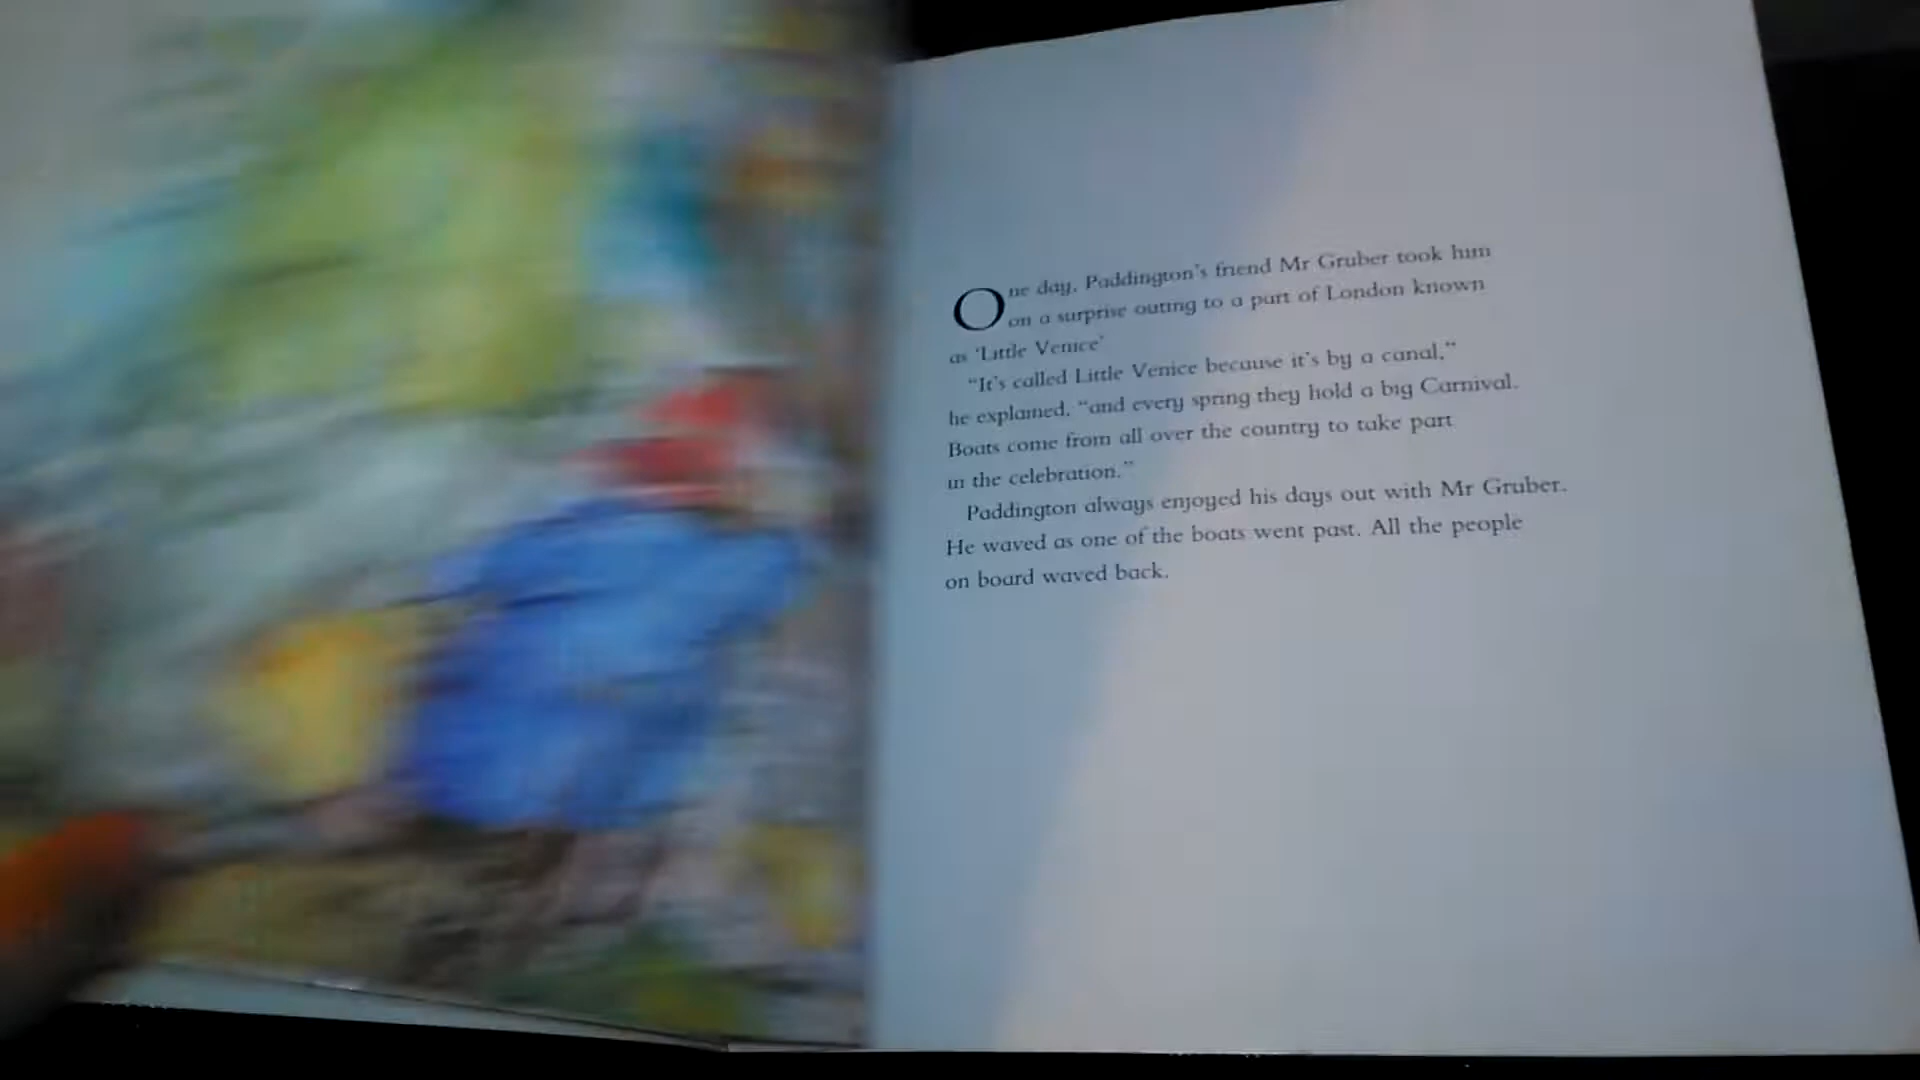 One day, Paddington's friend Mr Gruber took him
on a surprise outing to a part of London known
as 'Little Venice'
"It's called Little Venice because it's by a canal,"
he explained, "and every spring they hold a big Carnival.
Boats come from all over the country to take part
in the celebration."
Paddington always enjoyed his days out with Mr Gruber.
He waved as one of the boats went past. All the people
on board waved back.